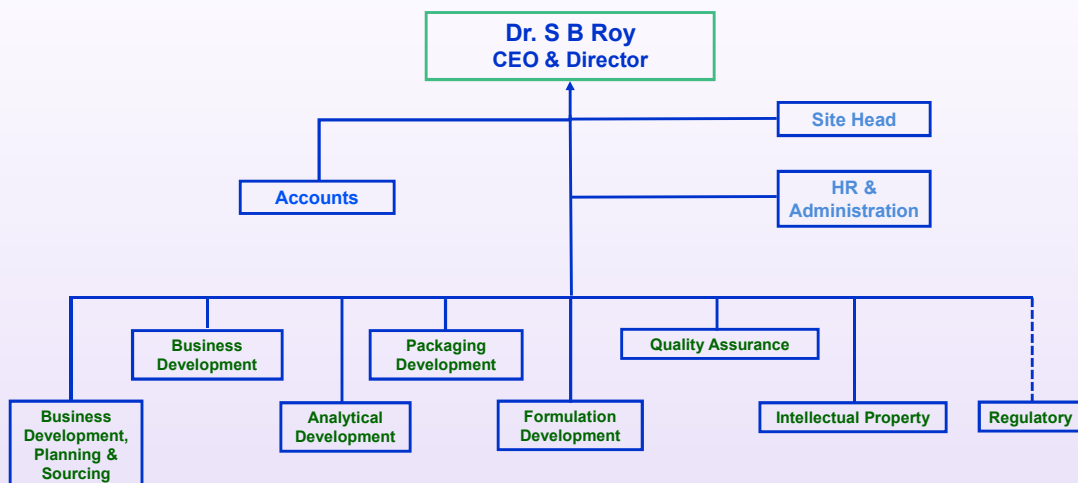 Dr. S B Roy
CEO & Director
Site Head
Accounts
HR &
Administration
Business
Development
Packaging
Development
Quality Assurance
Business
Development,
Planning &
Sourcing
Analytical
Development
Formulation
Development
Intellectual Property
Regulatory